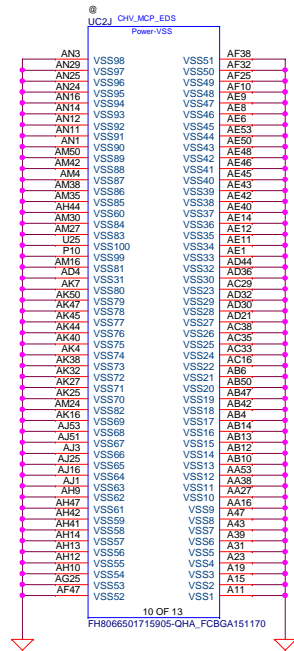 @
UC2J CHV_MCP_EDS
Power-VSS
AN3 VSS98 VSS51 AF38
AN29 VSS97 VSS50 AF32
AN25 VSS96 VSS49 AF25
AN24 VSS95 VSS48 AF10
AN16 VSS94 VSS47 AE9
AN14 VSS93 VSS46 AE8
AN12 VSS92 VSS45 AE6
AN11 VSS91 VSS44 AE53
AN1 VSS90 VSS43 AE50
AM50 VSS89 VSS42 AE48
AM42 VSS88 VSS41 AE46
AM4 VSS87 VSS40 AE45
AM38 VSS86 VSS39 AE43
AM35 VSS85 VSS38 AE42
AH44 VSS60 VSS37 AE40
AM30 VSS84 VSS36 AE14
AM27 VSS83 VSS35 AE12
U25 VSS100 VSS34 AE11
P10 VSS99 VSS33 AE1
AM16 VSS81 VSS32 AD44
AD4 VSS31 VSS30 AD36
AK7 VSS80 VSS23 AC29
AK50 VSS79 VSS29 AD32
AK47 VSS78 VSS28 AD30
AK45 VSS77 VSS27 AD21
AK44 VSS76 VSS26 AC38
AK40 VSS75 VSS25 AC35
AK4 VSS74 VSS24 AC33
AK38 VSS73 VSS22 AC16
AK32 VSS72 VSS21 AB6
AK27 VSS71 VSS20 AB50
AK25 VSS70 VSS19 AB47
AM24 VSS82 VSS18 AB42
AK16 VSS69 VSS17 AB4
AJ53 VSS68 VSS16 AB14
AJ51 VSS67 VSS15 AB13
AJ3 VSS66 VSS14 AB12
AJ25 VSS65 VSS13 AB10
AJ16 VSS64 VSS12 AA53
AJ1 VSS63 VSS11 AA38
AH9 VSS62 VSS10 AA27
AH47 VSS61 VSS9 AA16
AH42 VSS59 VSS8 A47
AH41 VSS58 VSS7 A43
AH14 VSS57 VSS6 A39
AH13 VSS56 VSS5 A31
AH12 VSS55 VSS4 A23
AH10 VSS54 VSS3 A19
AG25 VSS53 VSS2 A15
AF47 VSS52 VSS1 A11
10 OF 13
FH8066501715905-QHA_FCBGA151170